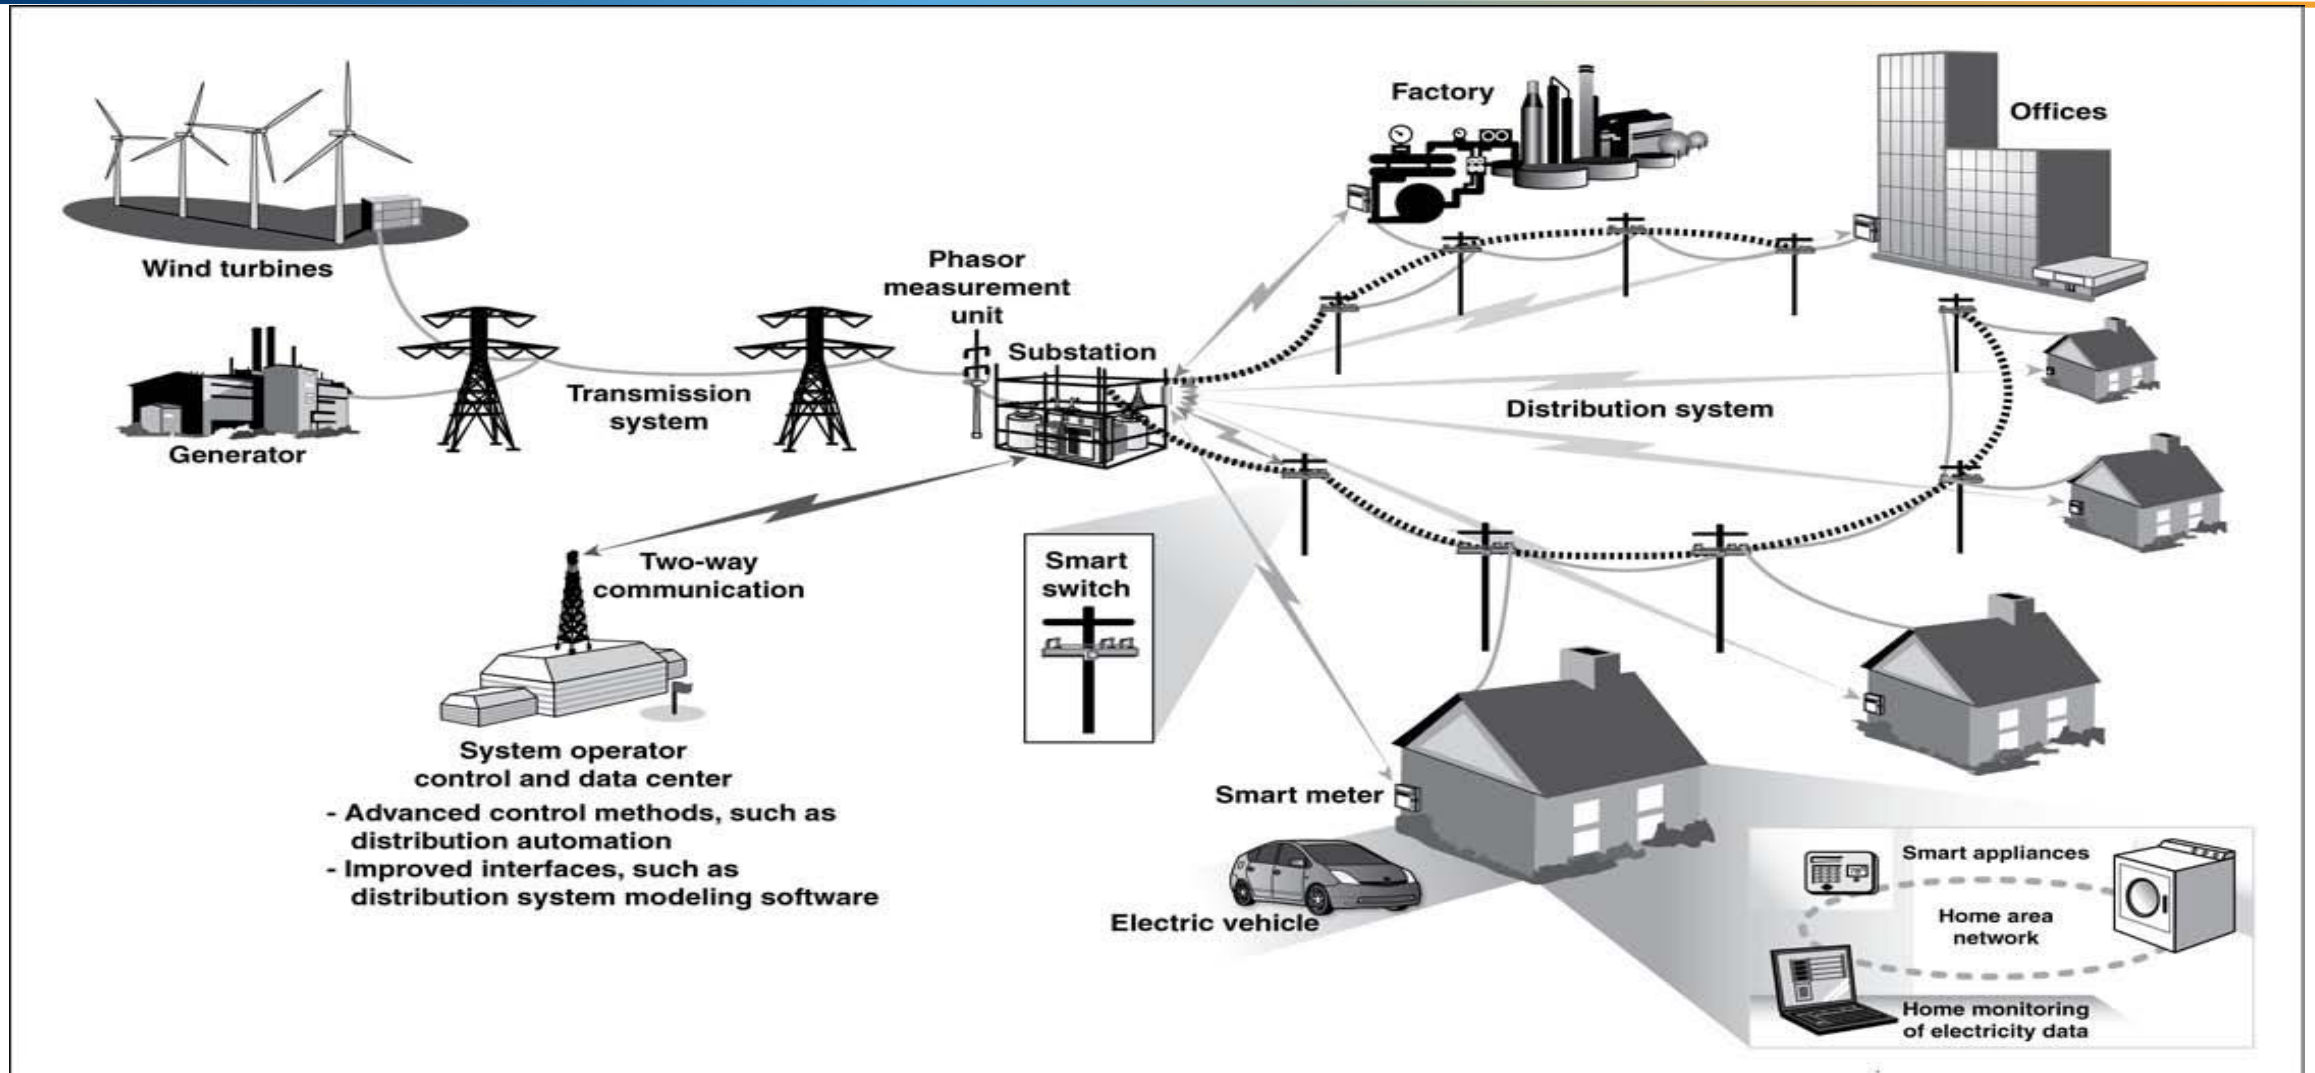 Factory
Offices
Wind turbines
Phasor
measurement
unit
Substation
Transmission
system
Generator
Distribution system
Two-way
communication
Smart
switch
System operator
control and data center
- Advanced control methods, such as
distribution automation
- Improved interfaces, such as
distribution system modeling software
Smart meter
Electric vehicle
Smart appliances
Home area
network
Home monitoring
of electricity data